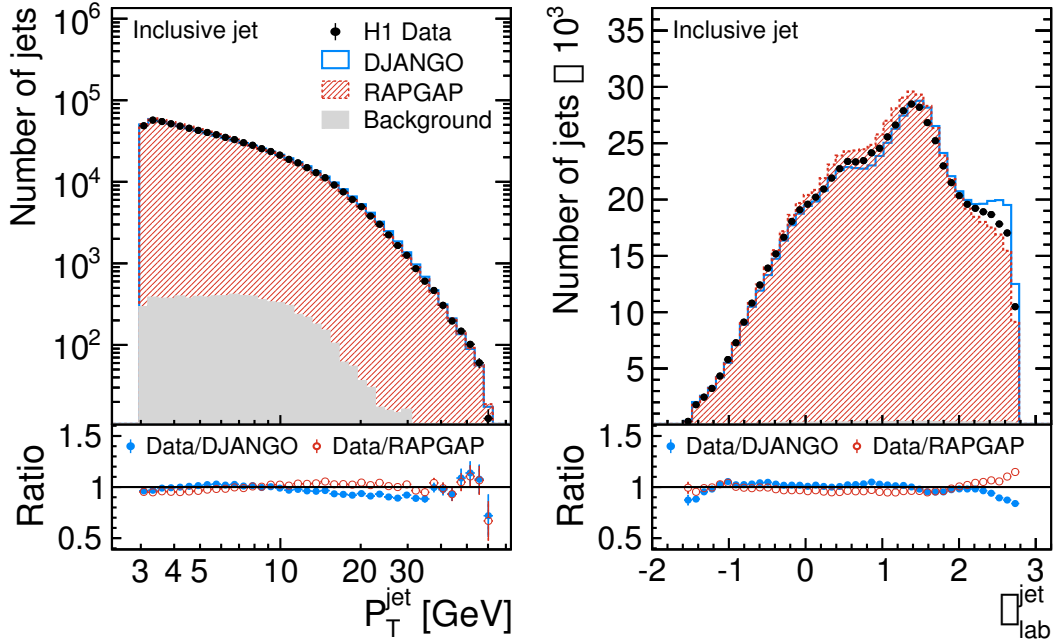 Number of jets
10^6
10^5
10^4
10^3
10^2
Inclusive jet
H1 Data
DJANGO
RAPGAP
Background
Ratio
1.5
1
0.5
Data/DJANGO Data/RAPGAP
3 4 5 10 20 30
P_T^jet [GeV]
Number of jets □ 10^3
35
30
25
20
15
10
5
Inclusive jet
Ratio
1.5
1
0.5
Data/DJANGO Data/RAPGAP
-2 -1 0 1 2 3
□_lab^jet